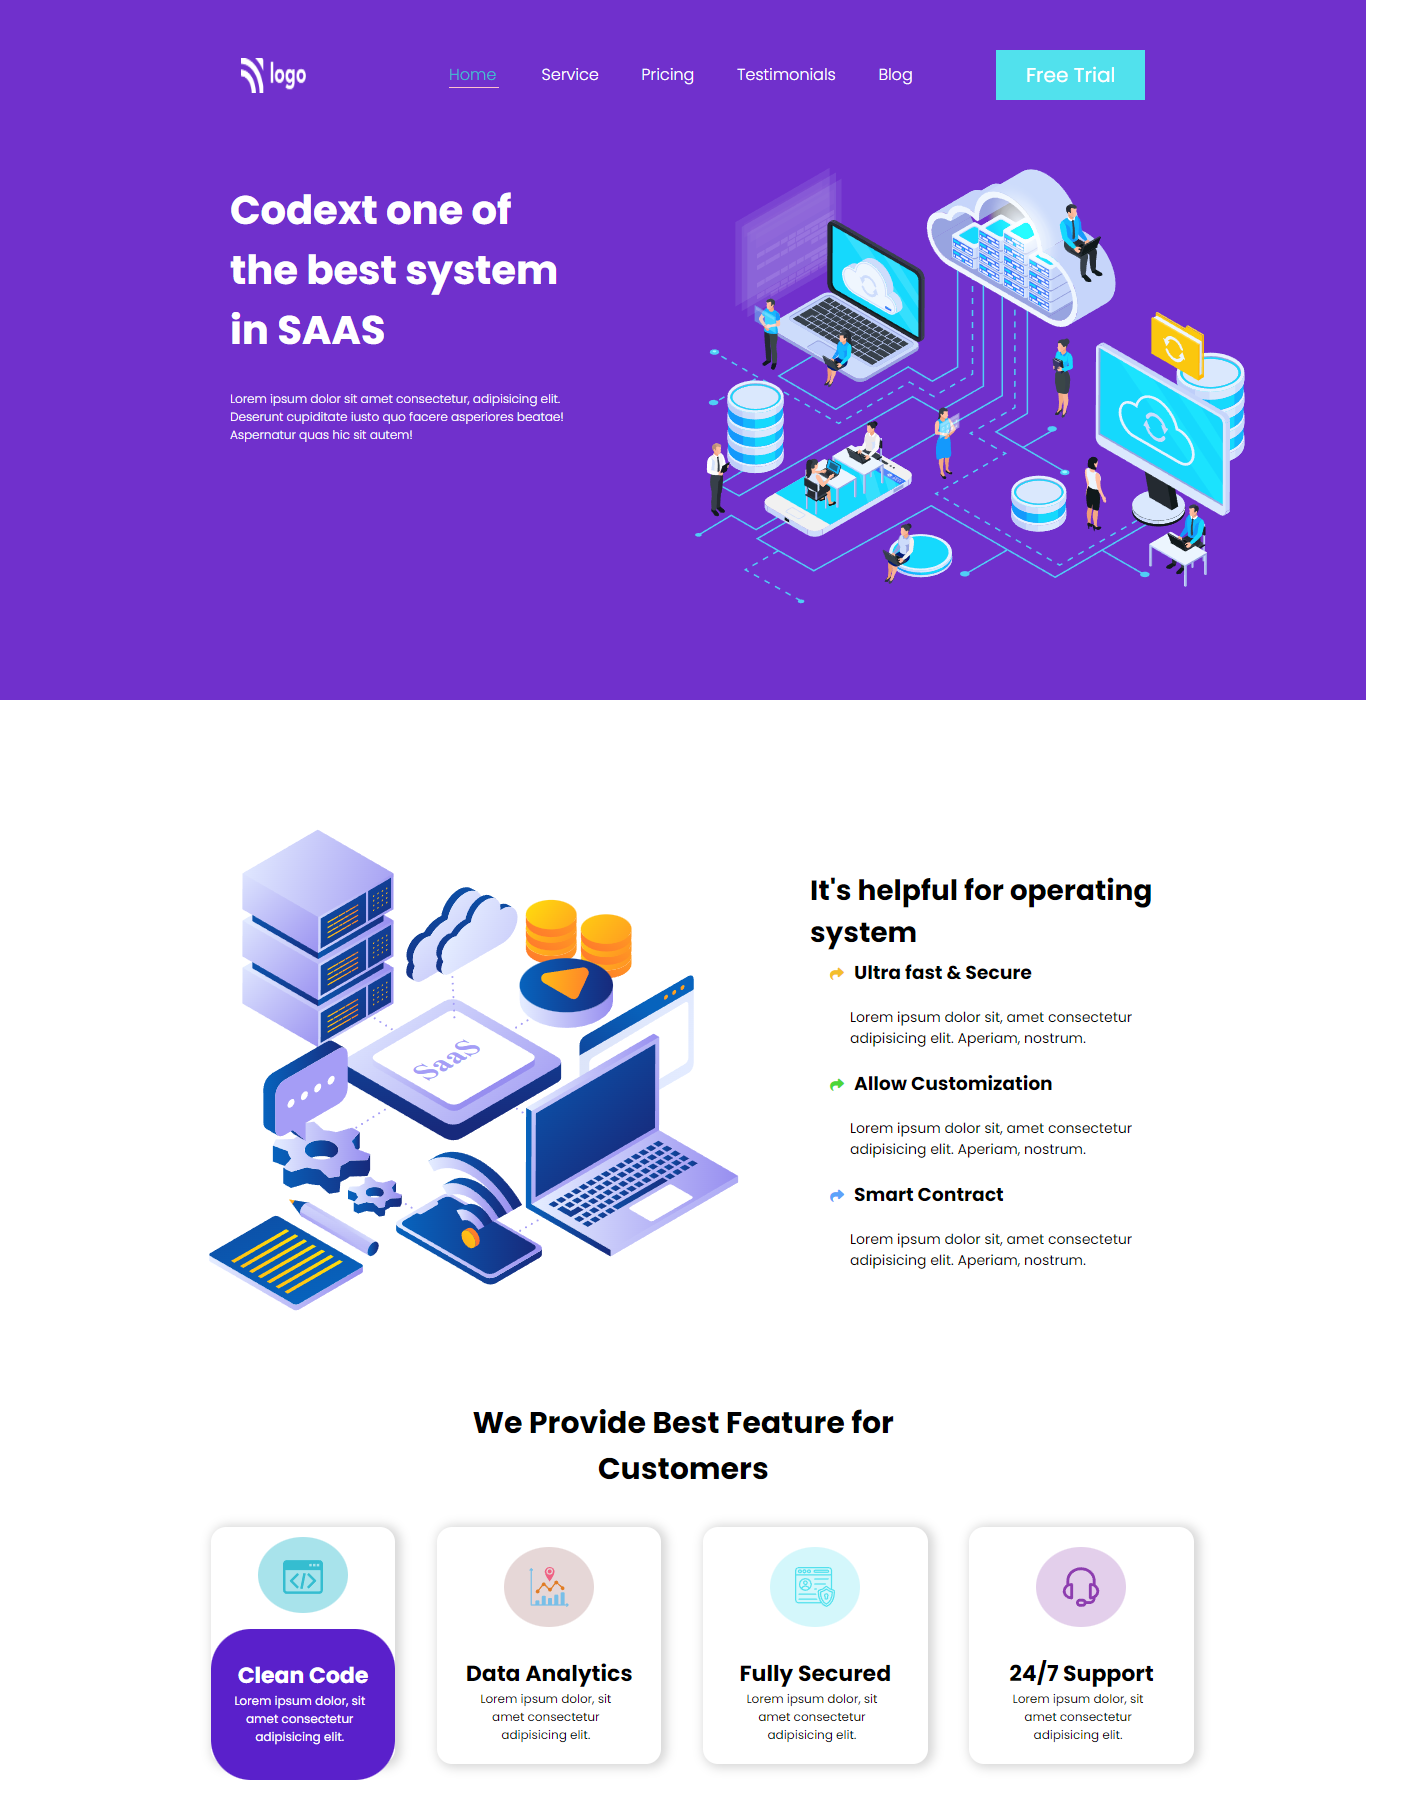 logo
Home
Service
Pricing
Testimonials
Blog
Free Trial
Codext one of
the best system
in SAAS
Lorem ipsum dolor sit amet consectetur, adipisicing elit.
Deserunt cupiditate iusto quo facere asperiores beatae!
Aspernatur quas hic sit autem!
SaaS
It's helpful for operating
system
Ultra fast & Secure
Lorem ipsum dolor sit, amet consectetur
adipisicing elit. Aperiam, nostrum.
Allow Customization
Lorem ipsum dolor sit, amet consectetur
adipisicing elit. Aperiam, nostrum.
Smart Contract
Lorem ipsum dolor sit, amet consectetur
adipisicing elit. Aperiam, nostrum.
We Provide Best Feature for
Customers
</>
Clean Code
Lorem ipsum dolor, sit
amet consectetur
adipisicing elit.
Data Analytics
Lorem ipsum dolor, sit
amet consectetur
adipisicing elit.
Fully Secured
Lorem ipsum dolor, sit
amet consectetur
adipisicing elit.
24/7 Support
Lorem ipsum dolor, sit
amet consectetur
adipisicing elit.